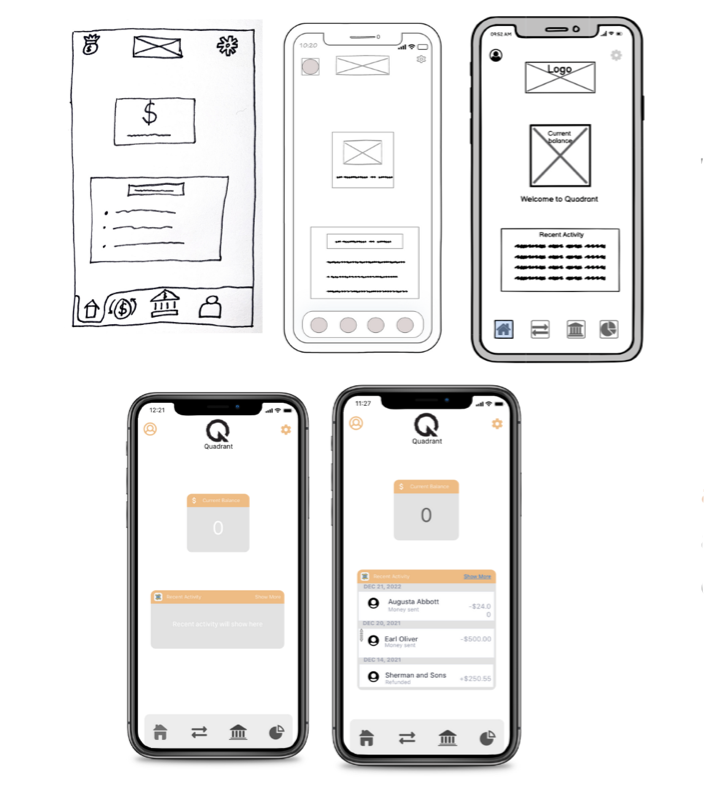 $
$
10:20
09:52 AM
Logo
Current
balance
Welcome to Quadrant
Recent Activity
12:21
Quadrant
$ Current Balance
0
Recent Activity Show More
Recent activity will show here
11:27
Quadrant
$ Current Balance
0
Recent Activity Show More
DEC 21, 2022
Augusta Abbott -$24.0
0
Money sent
DEC 20, 2021
Earl Oliver -$500.00
Money sent
DEC 14, 2021
Sherman and Sons +$250.55
Refunded